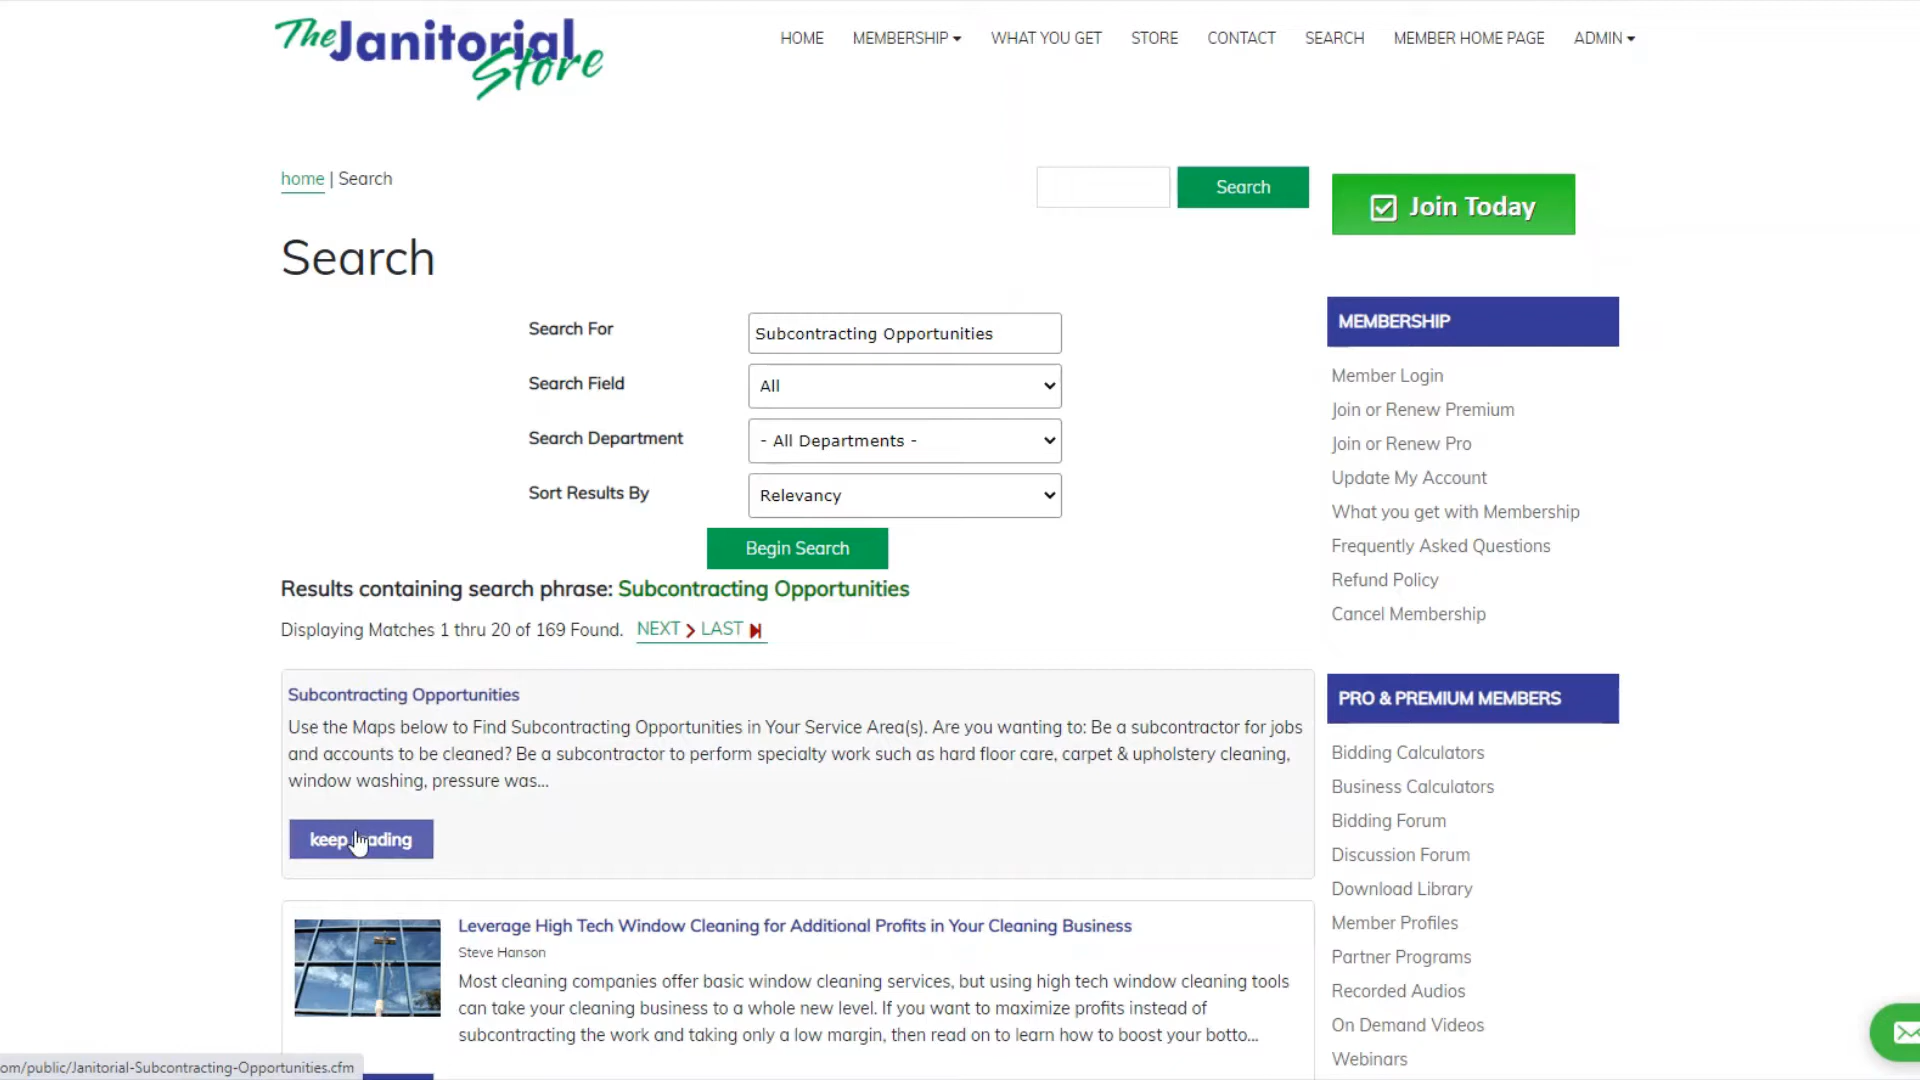 The Janitorial Store
HOME
MEMBERSHIP
WHAT YOU GET
STORE
CONTACT
SEARCH
MEMBER HOME PAGE
ADMIN
home | Search
Search
Join Today
Search
Search For
Subcontracting Opportunities
Search Field
All
Search Department
- All Departments -
Sort Results By
Relevancy
Begin Search
Results containing search phrase: Subcontracting Opportunities
Displaying Matches 1 thru 20 of 169 Found. NEXT LAST
Subcontracting Opportunities
Use the Maps below to Find Subcontracting Opportunities in Your Service Area(s). Are you wanting to: Be a subcontractor for jobs
and accounts to be cleaned? Be a subcontractor to perform specialty work such as hard floor care, carpet & upholstery cleaning,
window washing, pressure was...
keep
Leverage High Tech Window Cleaning for Additional Profits in Your Cleaning Business
Steve Hanson
Most cleaning companies offer basic window cleaning services, but using high tech window cleaning tools
can take your cleaning business to a whole new level. If you want to maximize profits instead of
subcontracting the work and taking only a low margin, then read on to learn how to boost your botto...
MEMBERSHIP
Member Login
Join or Renew Premium
Join or Renew Pro
Update My Account
What you get with Membership
Frequently Asked Questions
Refund Policy
Cancel Membership
PRO & PREMIUM MEMBERS
Bidding Calculators
Business Calculators
Bidding Forum
Discussion Forum
Download Library
Member Profiles
Partner Programs
Recorded Audios
On Demand Videos
Webinars
om/public/Janitorial-Subcontracting-Opportunities.cfm